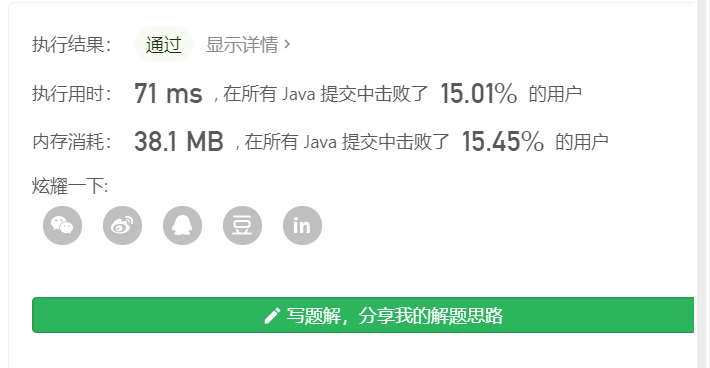 执行结果： 通过 显示详情 >
执行用时： 71 ms , 在所有 Java 提交中击败了 15.01% 的用户
内存消耗： 38.1 MB , 在所有 Java 提交中击败了 15.45% 的用户
炫耀一下:
豆 in
写题解，分享我的解题思路